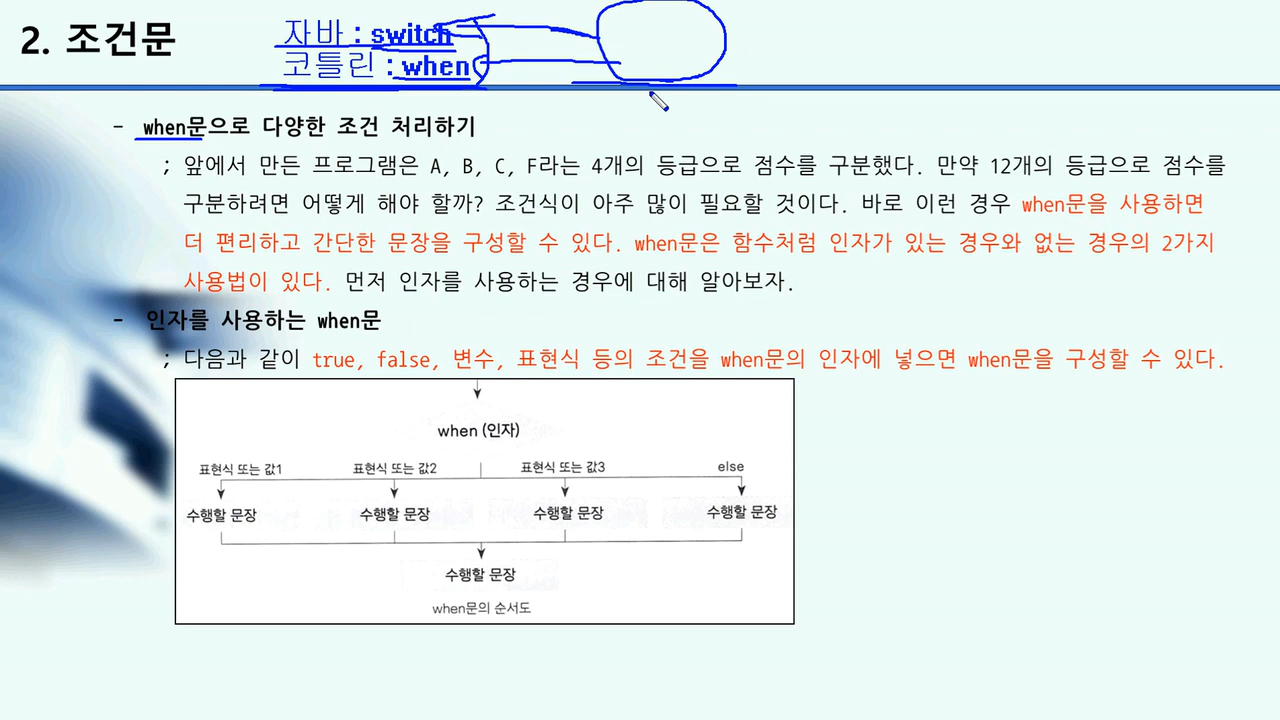 2. 조건문
자바 : switch
코틀린 : when
- when문으로 다양한 조건 처리하기
; 앞에서 만든 프로그램은 A, B, C, F라는 4개의 등급으로 점수를 구분했다. 만약 12개의 등급으로 점수를
구분하려면 어떻게 해야 할까? 조건식이 아주 많이 필요할 것이다. 바로 이런 경우 when문을 사용하면
더 편리하고 간단한 문장을 구성할 수 있다. when문은 함수처럼 인자가 있는 경우와 없는 경우의 2가지
사용법이 있다. 먼저 인자를 사용하는 경우에 대해 알아보자.
- 인자를 사용하는 when문
; 다음과 같이 true, false, 변수, 표현식 등의 조건을 when문의 인자에 넣으면 when문을 구성할 수 있다.
when (인자)
표현식 또는 값1 표현식 또는 값2 표현식 또는 값3 else
수행할 문장 수행할 문장 수행할 문장 수행할 문장
수행할 문장
when문의 순서도